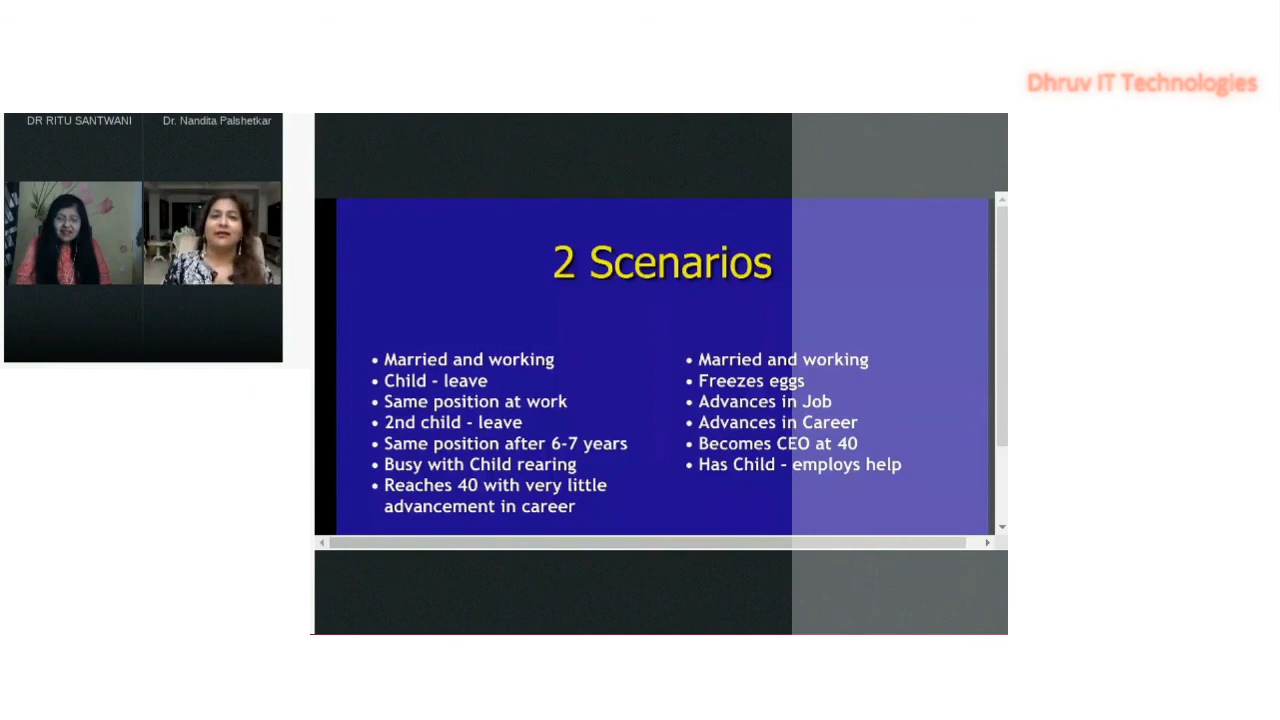 Dhruv IT Technologies
DR RITU SANTWANI
Dr. Nandita Palshetkar
2 Scenarios
• Married and working
• Child - leave
• Same position at work
• 2nd child - leave
• Same position after 6-7 years
• Busy with Child rearing
• Reaches 40 with very little
advancement in career
• Married and working
• Freezes eggs
• Advances in Job
• Advances in Career
• Becomes CEO at 40
• Has Child - employs help